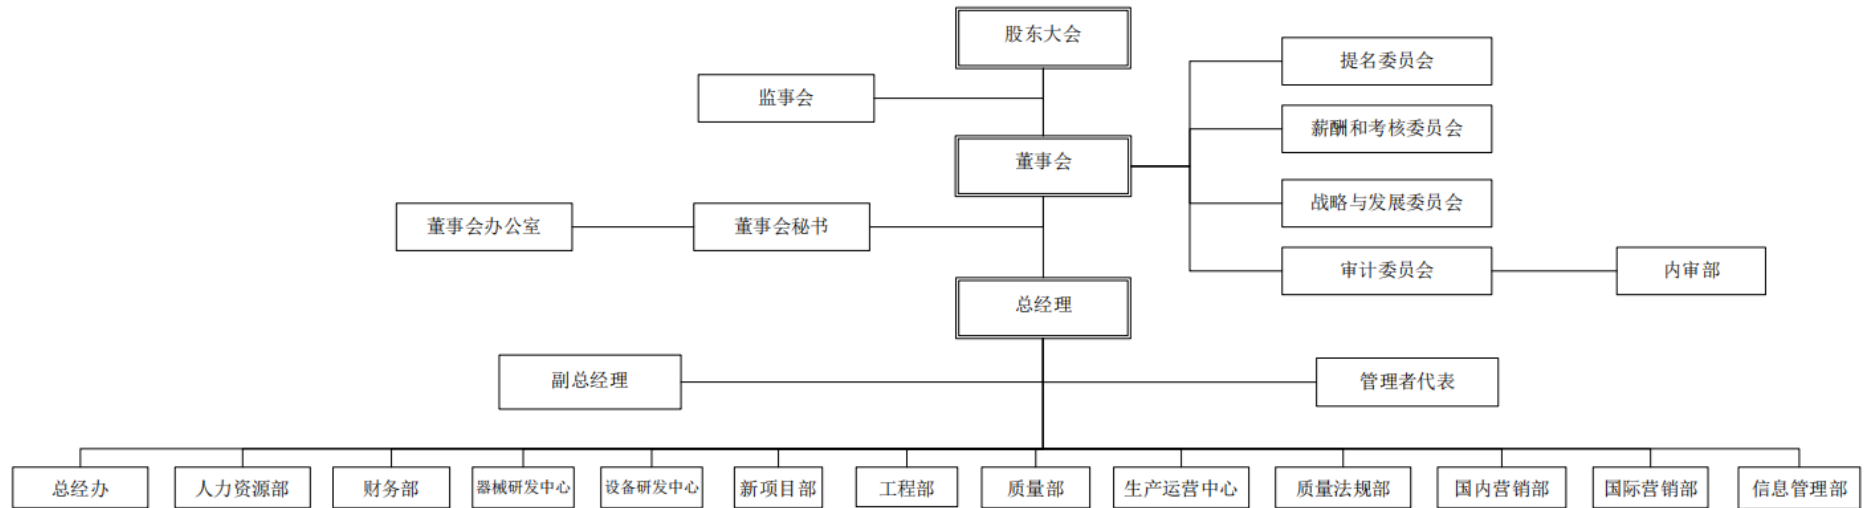 股东大会
提名委员会
监事会
薪酬和考核委员会
董事会
战略与发展委员会
董事会办公室
董事会秘书
审计委员会
内审部
总经理
副总经理
管理者代表
总经办
人力资源部
财务部
器械研发中心
设备研发中心
新项目部
工程部
质量部
生产运营中心
质量法规部
国内营销部
国际营销部
信息管理部